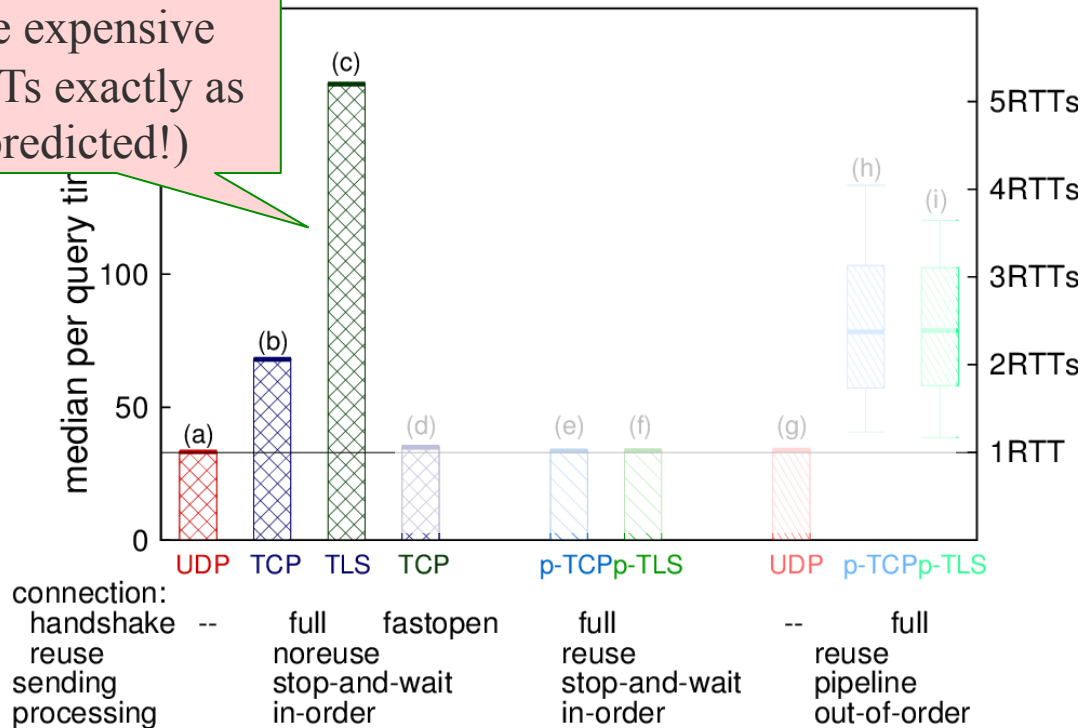 e expensive
Ts exactly as
redicted!)
(c)
5RTTs
(h)
4RTTs
(i)
median per query
100
3RTTs
(b)
2RTTs
50
(a)
(d)
(e)
(f)
(g)
1RTT
0
UDP TCP TLS TCP p-TCP p-TLS UDP p-TCP p-TLS
connection:
handshake -- full fastopen full -- full
reuse noreuse reuse reuse
sending stop-and-wait stop-and-wait pipeline
processing in-order in-order out-of-order